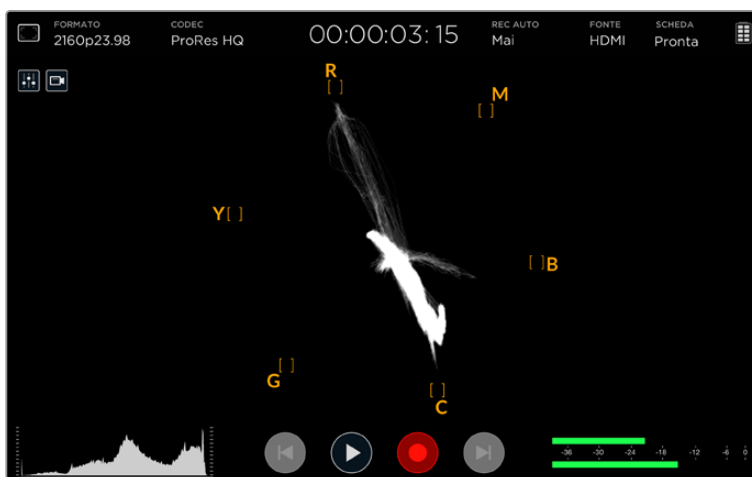 FORMATO CODEC REC AUTO FONTE SCHEDA
2160p23.98 ProRes HQ 00:00:03:15 Mai HDMI Pronta
R
M
Y
B
G
C
-36 -30 -24 -18 -12 -6 0